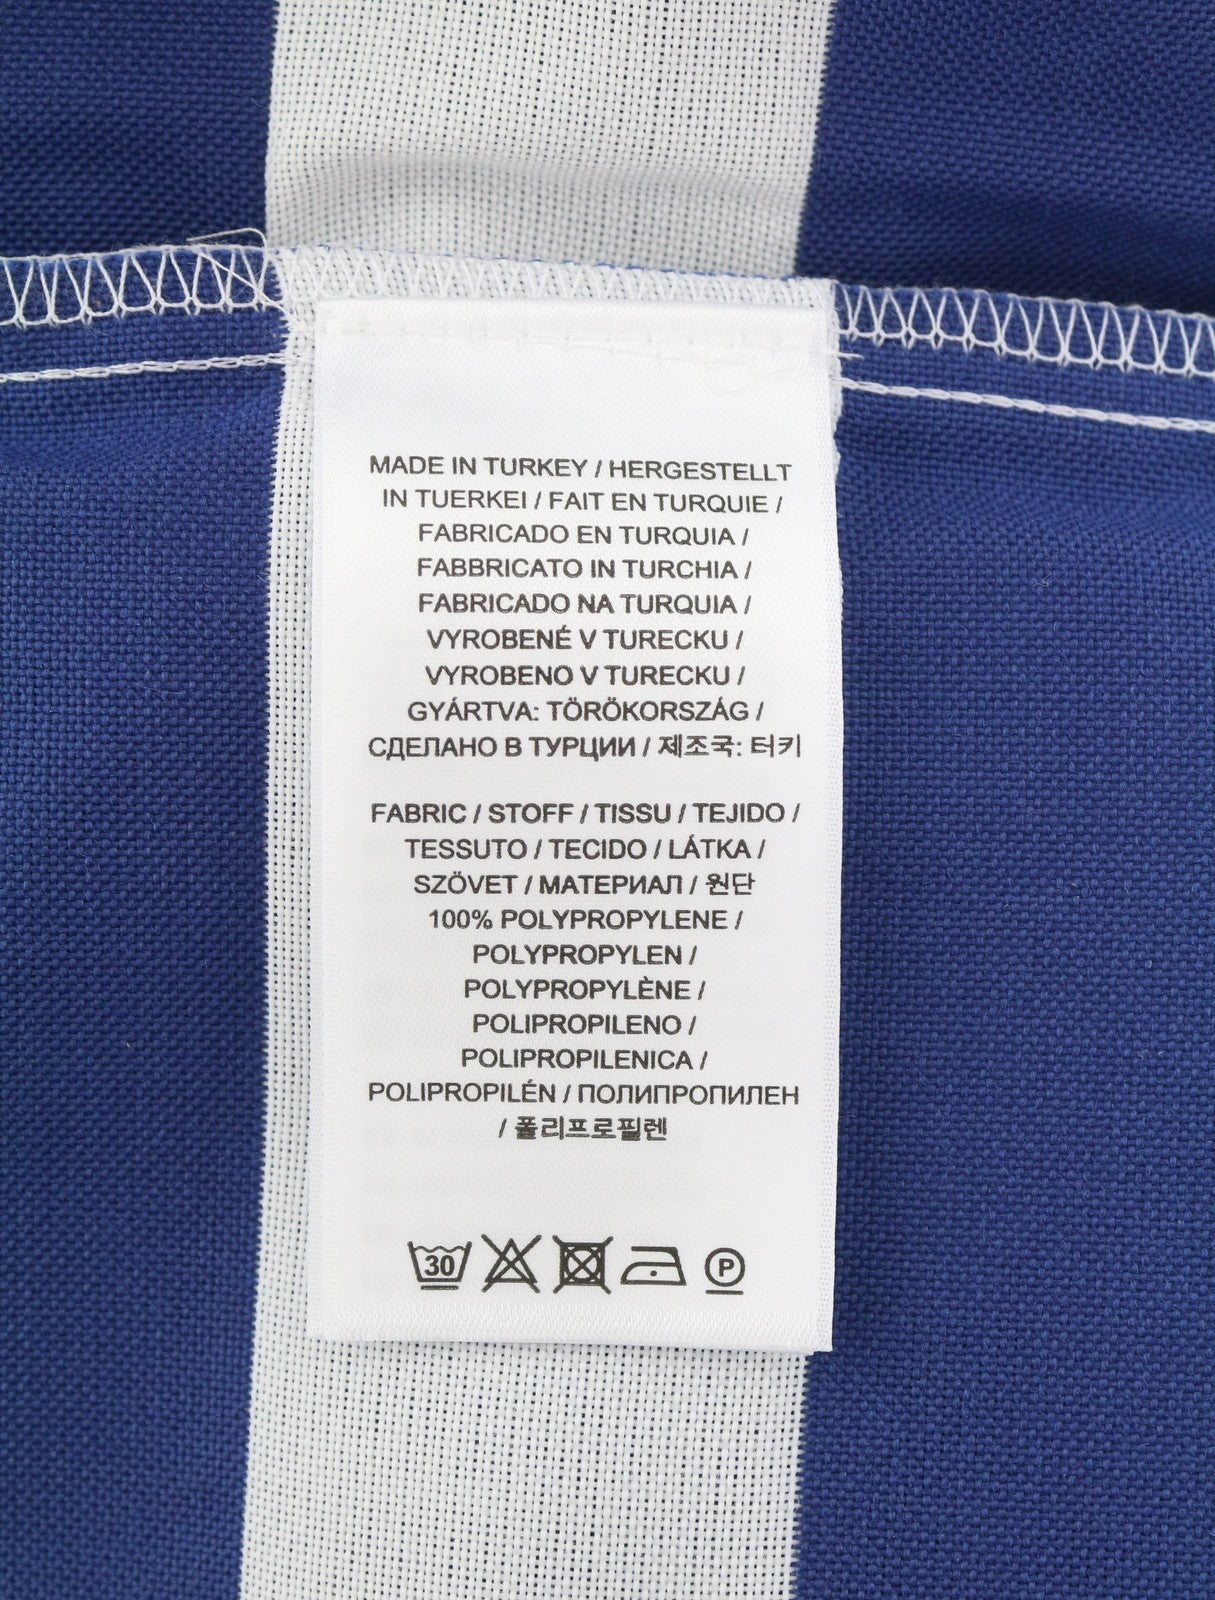 MADE IN TURKEY / HERGESTELLT
IN TUERKEI / FAIT EN TURQUIE /
FABRICADO EN TURQUIA /
FABBRICATO IN TURCHIA /
FABRICADO NA TURQUIA /
VYROBENÉ V TURECKU /
VYROBENO V TURECKU /
GYÁRTVA: TÖRÖKORSZÁG /
СДЕЛАНО В ТУРЦИИ / 제조국: 터키
FABRIC / STOFF / TISSU / TEJIDO /
TESSUTO / TECIDO / LÁTKA /
SZÖVET / МАТЕРИАЛ / 원단
100% POLYPROPYLENE /
POLYPROPYLEN /
POLYPROPYLÈNE /
POLIPROPILENO /
POLIPROPILENICA /
POLIPROPILÉN / ПОЛИПРОПИЛЕН
/ 폴리프로필렌
30 P